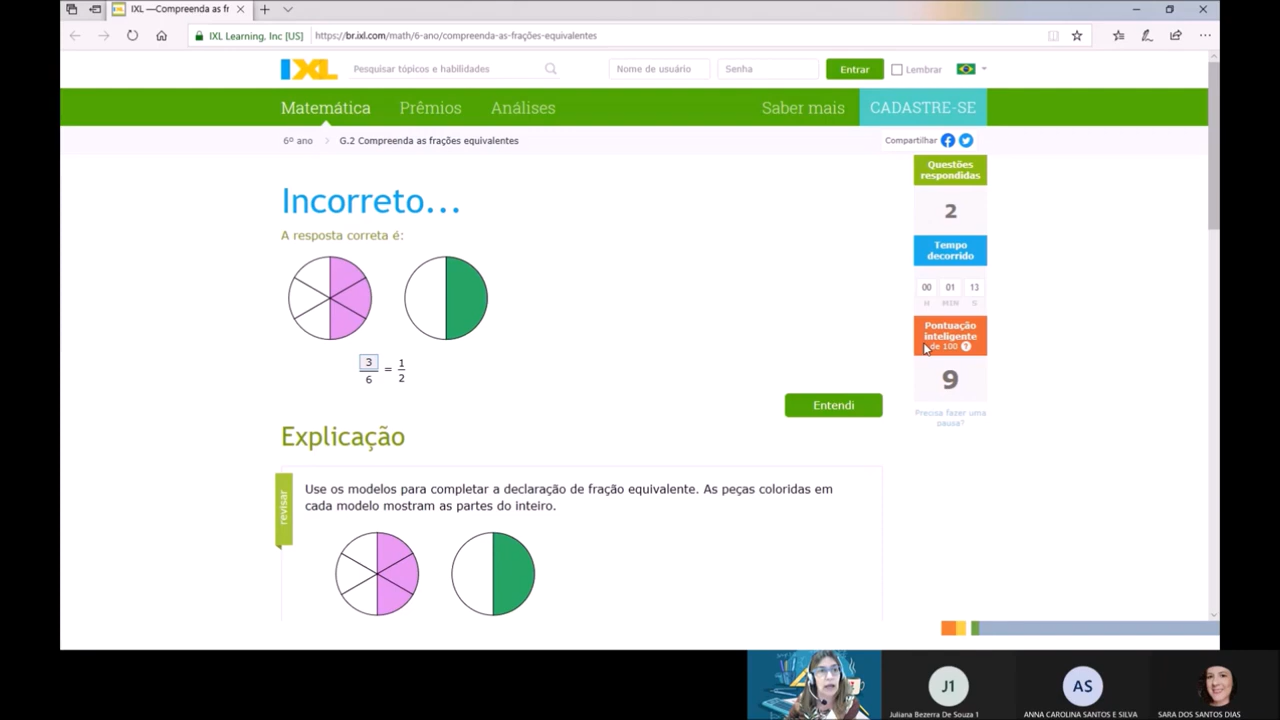 IXL —Compreenda as fr
IXL Learning, Inc [US]
https://br.ixl.com/math/6-ano/compreenda-as-frações-equivalentes
IXL
Pesquisar tópicos e habilidades
Nome de usuário
Senha
Entrar
Lembrar
Matemática
Prêmios
Análises
Saber mais
CADASTRE-SE
6º ano
G.2 Compreenda as frações equivalentes
Compartilhar
Questões
respondidas
2
Tempo
decorrido
00 01 13
H MIN S
Pontuação
inteligente
de 100 ?
9
Precisa fazer uma
pausa?
Incorreto...
A resposta correta é:
3/6 = 1/2
Entendi
Explicação
revisar
Use os modelos para completar a declaração de fração equivalente. As peças coloridas em
cada modelo mostram as partes do inteiro.
J1
Juliana Bezerra De Souza 1
AS
ANNA CAROLINA SANTOS E SILVA
SARA DOS SANTOS DIAS